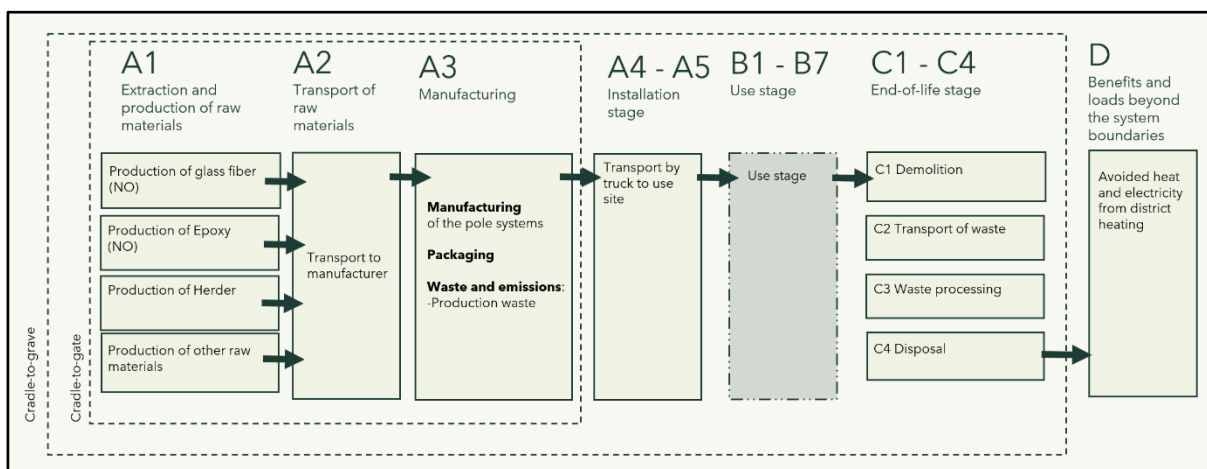 A1
Extraction and
production of raw
materials
A2
Transport of
raw
materials
A3
Manufacturing
A4 - A5
Installation
stage
B1 - B7
Use stage
C1 - C4
End-of-life stage
D
Benefits and
loads beyond
the system
boundaries
Production of glass fiber
(NO)
Production of Epoxy
(NO)
Production of Herder
Production of other raw
materials
Transport to
manufacturer
Manufacturing
of the pole systems
Packaging
Waste and emissions:
-Production waste
Transport by
truck to use
site
Use stage
C1 Demolition
C2 Transport of waste
C3 Waste processing
C4 Disposal
Avoided heat
and electricity
from district
heating
Cradle-to-grave
Cradle-to-gate